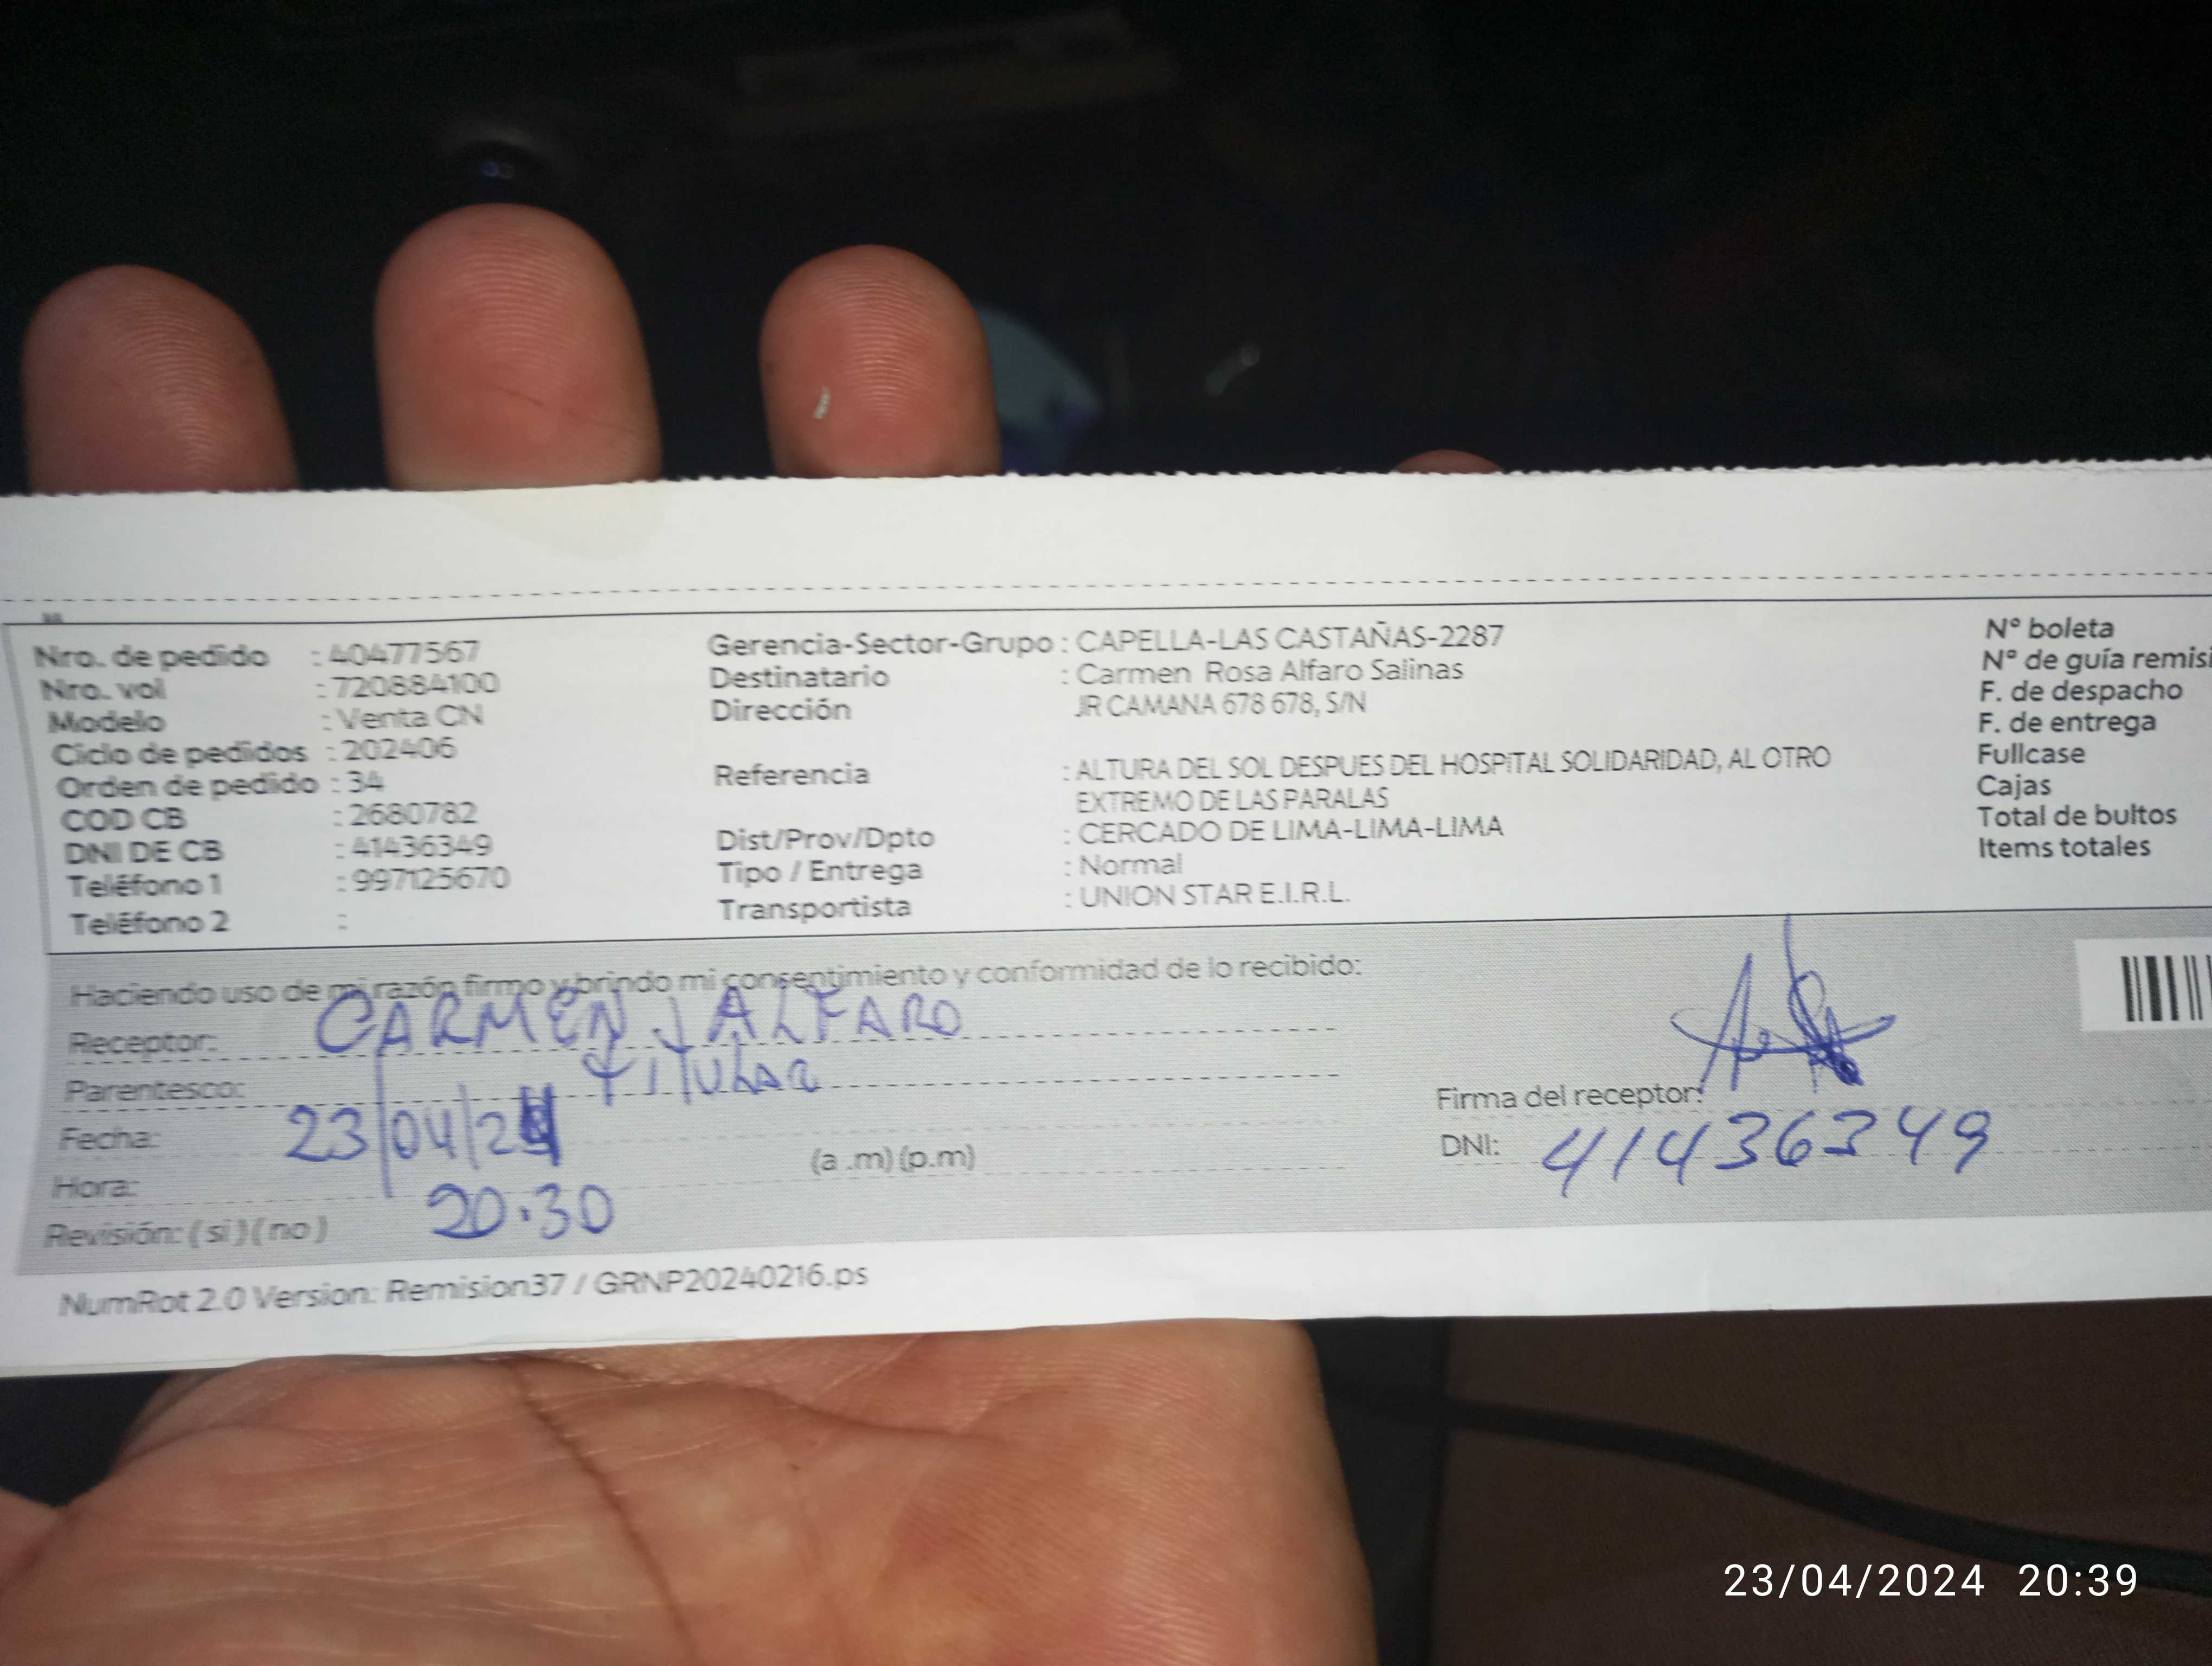 Nro. de pedido : 40477567
Nro. vol : 720884100
Modelo : Venta CN
Ciclo de pedidos : 202406
Orden de pedido : 34
COD CB : 2680782
DNI DE CB : 41436349
Teléfono 1 : 997125670
Teléfono 2 :
Gerencia-Sector-Grupo : CAPELLA-LAS CASTAÑAS-2287
Destinatario : Carmen Rosa Alfaro Salinas
Dirección JR CAMANA 678 678, S/N
Referencia : ALTURA DEL SOL DESPUES DEL HOSPITAL SOLIDARIDAD, AL OTRO
EXTREMO DE LAS PARALAS
Dist/Prov/Dpto : CERCADO DE LIMA-LIMA-LIMA
Tipo / Entrega : Normal
Transportista : UNION STAR E.I.R.L.
N° boleta
N° de guía remisi
F. de despacho
F. de entrega
Fullcase
Cajas
Total de bultos
Items totales
Haciendo uso de mi razón firmo y brindo mi consentimiento y conformidad de lo recibido:
Receptor: CARMEN ALFARO
Parentesco: TITULAR
Fecha: 23/04/24
Hora: 20:30 (a .m) (p.m)
Revisión: ( si ) ( no )
Firma del receptor:
DNI: 41436349
NumRot 2.0 Version: Remision37 / GRNP20240216.ps
23/04/2024 20:39